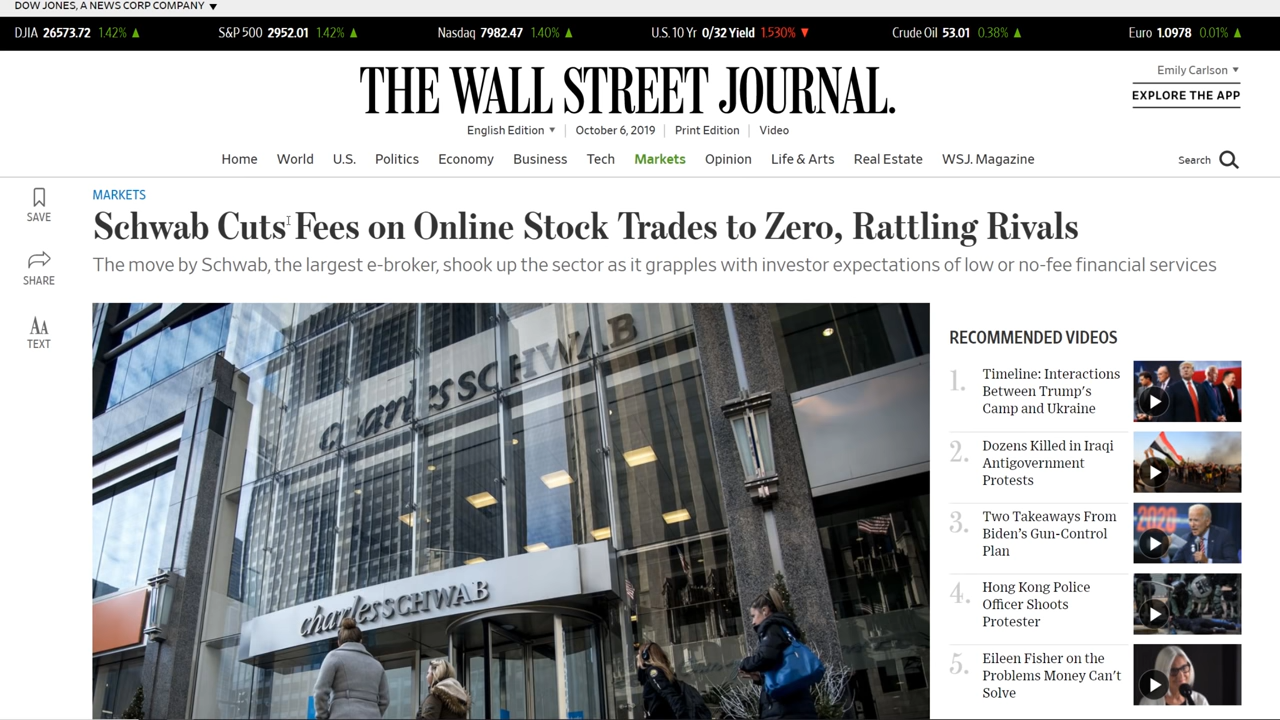 DOW JONES, A NEWS CORP COMPANY ▼
DJIA 26573.72 1.42% ▲ S&P 500 2952.01 1.42% ▲ Nasdaq 7982.47 1.40% ▲ U.S. 10 Yr 0/32 Yield 1.530% ▼ Crude Oil 53.01 0.38% ▲ Euro 1.0978 0.01% ▲
Emily Carlson ▼
THE WALL STREET JOURNAL.
EXPLORE THE APP
English Edition ▼ | October 6, 2019 | Print Edition | Video
Home World U.S. Politics Economy Business Tech Markets Opinion Life & Arts Real Estate WSJ. Magazine Search
MARKETS
Schwab Cuts Fees on Online Stock Trades to Zero, Rattling Rivals
The move by Schwab, the largest e-broker, shook up the sector as it grapples with investor expectations of low or no-fee financial services
SAVE
SHARE
AA
TEXT
charles SCHWAB
charles SCHWAB
RECOMMENDED VIDEOS
1. Timeline: Interactions
Between Trump's
Camp and Ukraine
2. Dozens Killed in Iraqi
Antigovernment
Protests
3. Two Takeaways From
Biden's Gun-Control
Plan
2020
4. Hong Kong Police
Officer Shoots
Protester
5. Eileen Fisher on the
Problems Money Can't
Solve